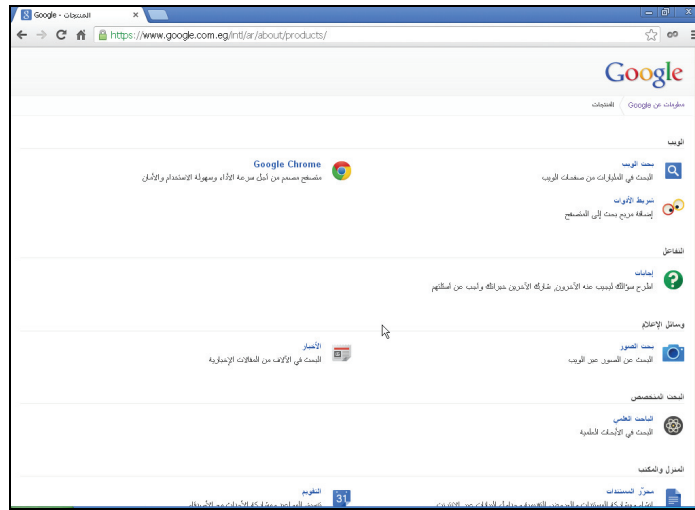 المنتجات - Google
https://www.google.com.eg/intl/ar/about/products/
Google
معلومات عن Google
المنتجات
الويب
بحث الويب
البحث في المليارات من صفحات الويب
Google Chrome
متصفح مصمم من أجل سرعة الأداء وسهولة الاستخدام والأمان
شريط الأدوات
إضافة مربع بحث إلى المتصفح
التفاعل
إجابات
اطرح سؤالك ليجيب عنه الآخرون, شارك الآخرين خبراتك وأجب عن أسئلتهم
وسائل الإعلام
بحث الصور
البحث عن الصور عبر الويب
الأخبار
البحث في الآلاف من المقالات الإخبارية
البحث المتخصص
الباحث العلمي
البحث في الأبحاث العلمية
المنزل والمكتب
محرّر المستندات
التقويم
31